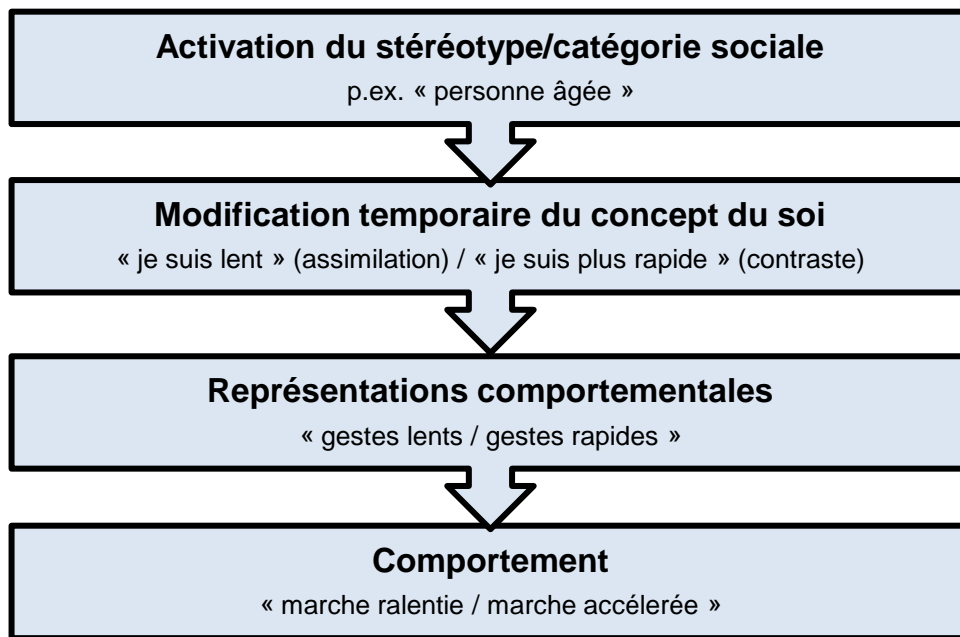 Activation du stéréotype/catégorie sociale
p.ex. « personne âgée »
Modification temporaire du concept du soi
« je suis lent » (assimilation) / « je suis plus rapide » (contraste)
Représentations comportementales
« gestes lents / gestes rapides »
Comportement
« marche ralentie / marche accélerée »